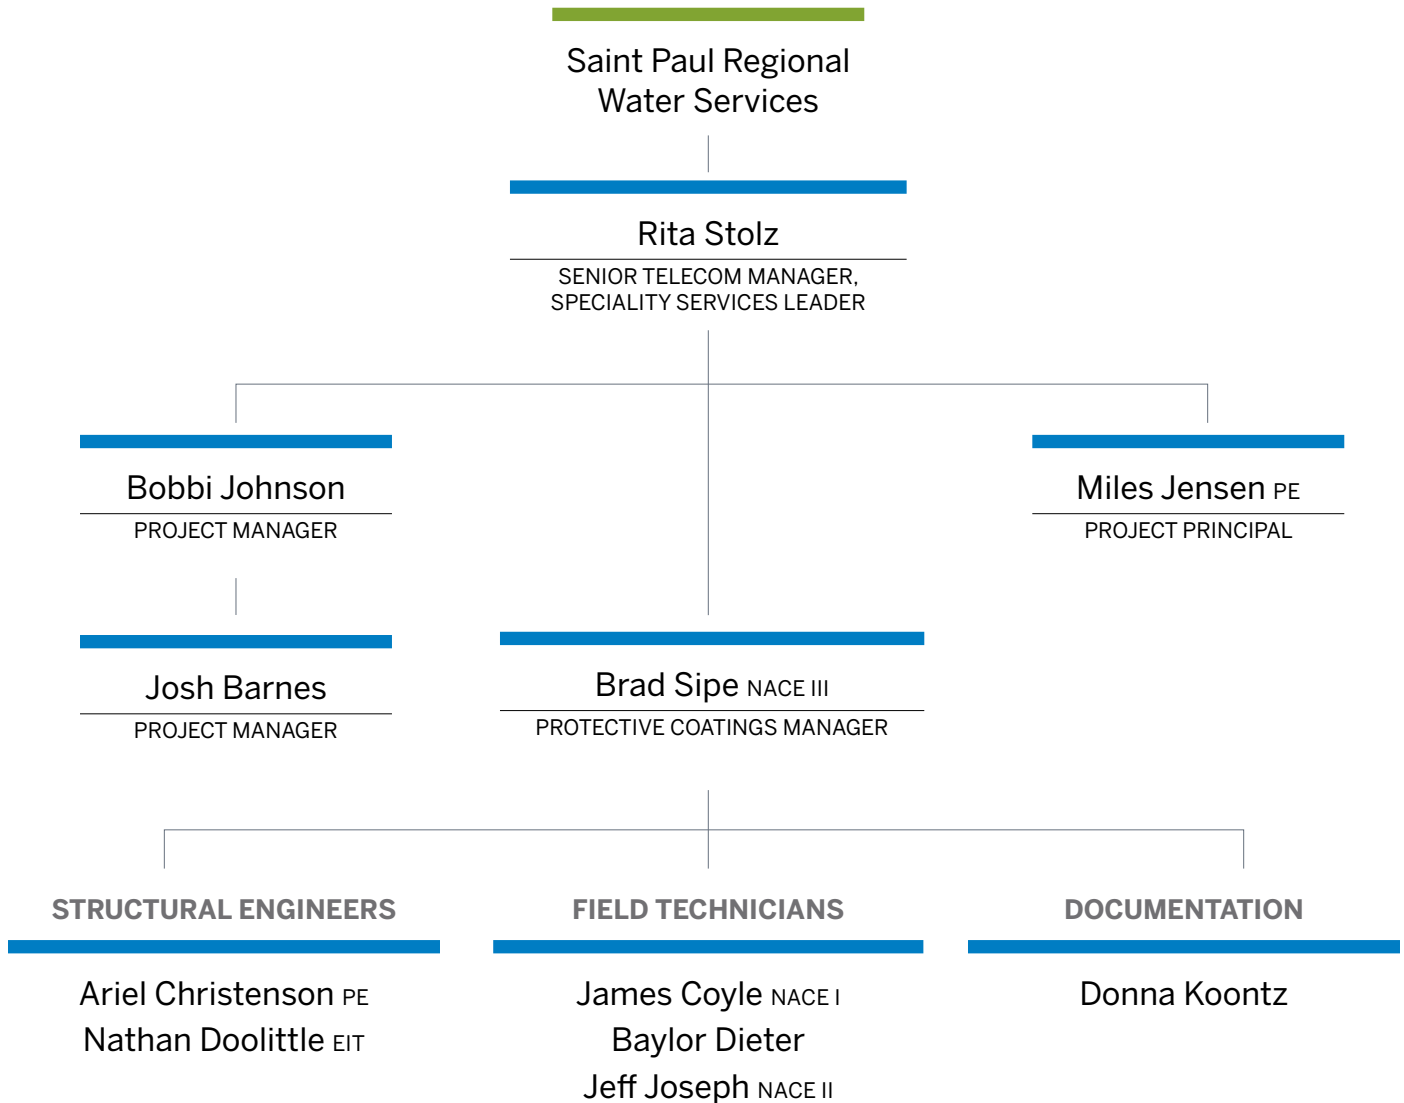 Saint Paul Regional
Water Services
Rita Stolz
SENIOR TELECOM MANAGER,
SPECIALITY SERVICES LEADER
Bobbi Johnson
PROJECT MANAGER
Miles Jensen PE
PROJECT PRINCIPAL
Josh Barnes
PROJECT MANAGER
Brad Sipe NACE III
PROTECTIVE COATINGS MANAGER
STRUCTURAL ENGINEERS
Ariel Christenson PE
Nathan Doolittle EIT
FIELD TECHNICIANS
James Coyle NACE I
Baylor Dieter
Jeff Joseph NACE II
DOCUMENTATION
Donna Koontz